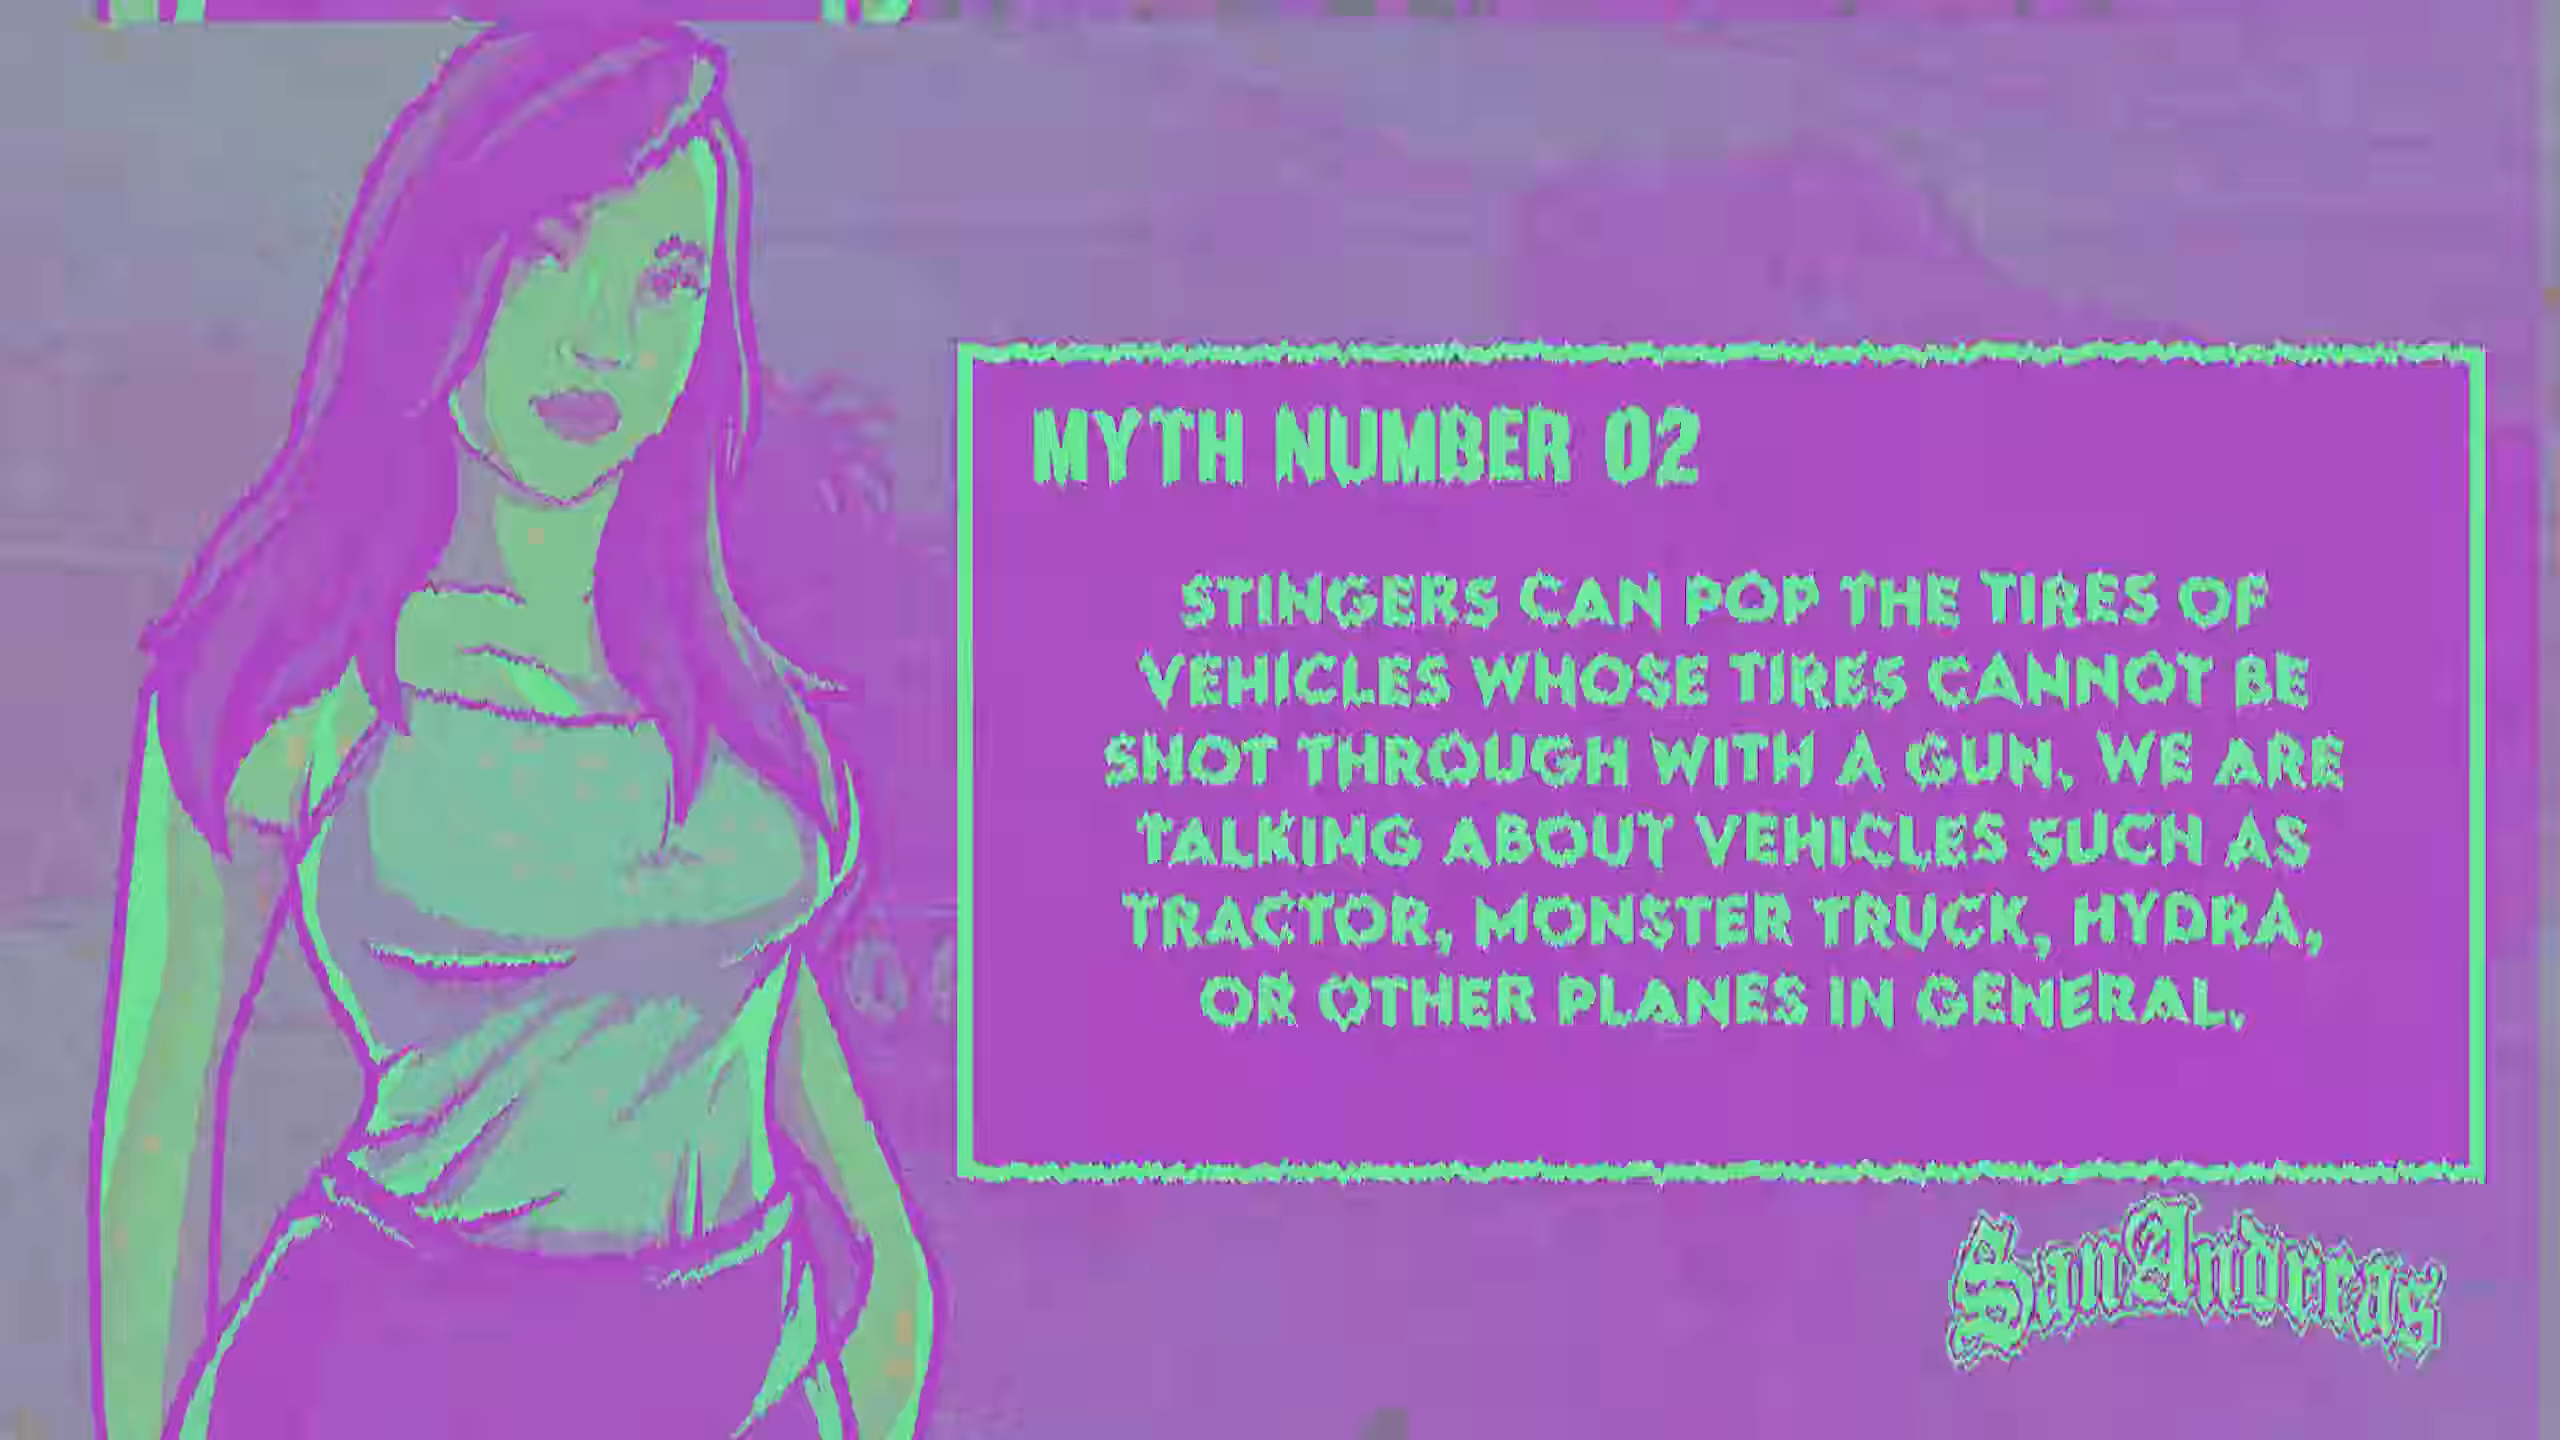 MYTH NUMBER 02
STINGERS CAN POP THE TIRES OF
VEHICLES WHOSE TIRES CANNOT BE
SHOT THROUGH WITH A GUN. WE ARE
TALKING ABOUT VEHICLES SUCH AS
TRACTOR, MONSTER TRUCK, HYDRA,
OR OTHER PLANES IN GENERAL.
San Andreas